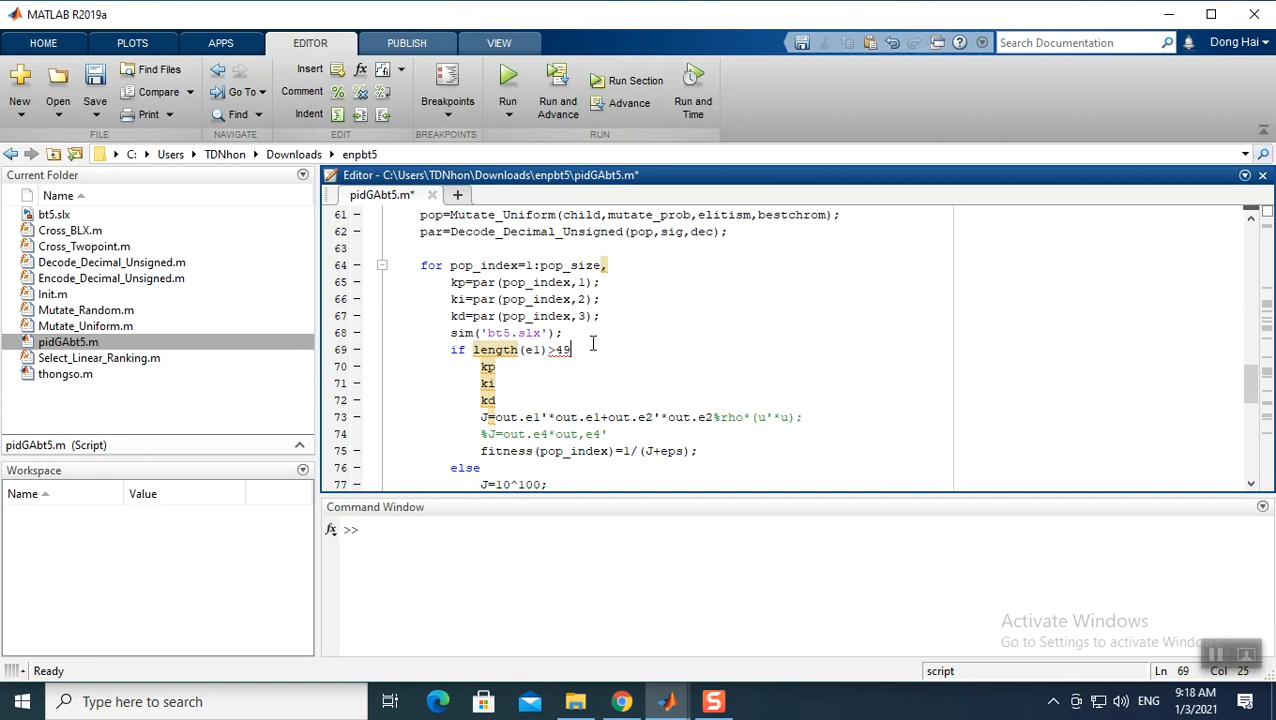 MATLAB R2019a
HOME PLOTS APPS EDITOR PUBLISH VIEW Search Documentation Dong Hai
New Open Save Find Files Compare Print Go To Find Insert fx Comment Indent Breakpoints Run Run and Advance Run Section Advance Run and Time
FILE NAVIGATE EDIT BREAKPOINTS RUN
C: Users TDNhon Downloads enpbt5
Current Folder
Name
bt5.slx
Cross_BLX.m
Cross_Twopoint.m
Decode_Decimal_Unsigned.m
Encode_Decimal_Unsigned.m
Init.m
Mutate_Random.m
Mutate_Uniform.m
pidGAbt5.m
Select_Linear_Ranking.m
thongso.m
pidGAbt5.m (Script)
Workspace
Name Value
Editor - C:\Users\TDNhon\Downloads\enpbt5\pidGAbt5.m*
pidGAbt5.m*
61 pop=Mutate_Uniform(child,mutate_prob,elitism,bestchrom);
62 par=Decode_Decimal_Unsigned(pop,sig,dec);
63
64 for pop_index=1:pop_size,
65 kp=par(pop_index,1);
66 ki=par(pop_index,2);
67 kd=par(pop_index,3);
68 sim('bt5.slx');
69 if length(e1)>49
70 kp
71 ki
72 kd
73 J=out.e1'*out.e1+out.e2'*out.e2%rho*(u'*u);
74 %J=out.e4*out,e4'
75 fitness(pop_index)=1/(J+eps);
76 else
77 J=10^100;
Command Window
fx >>
Activate Windows
Go to Settings to activate Windows.
Ready script Ln 69 Col 25
Type here to search ENG 9:18 AM
1/3/2021